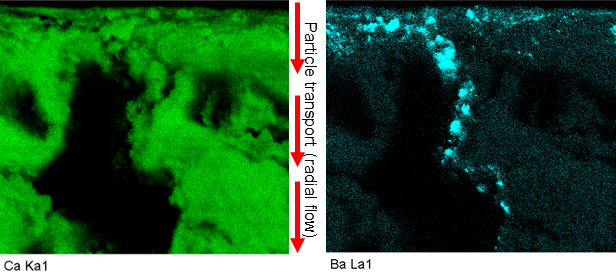 Particle transport (radial flow)
Ca Ka1
Ba La1